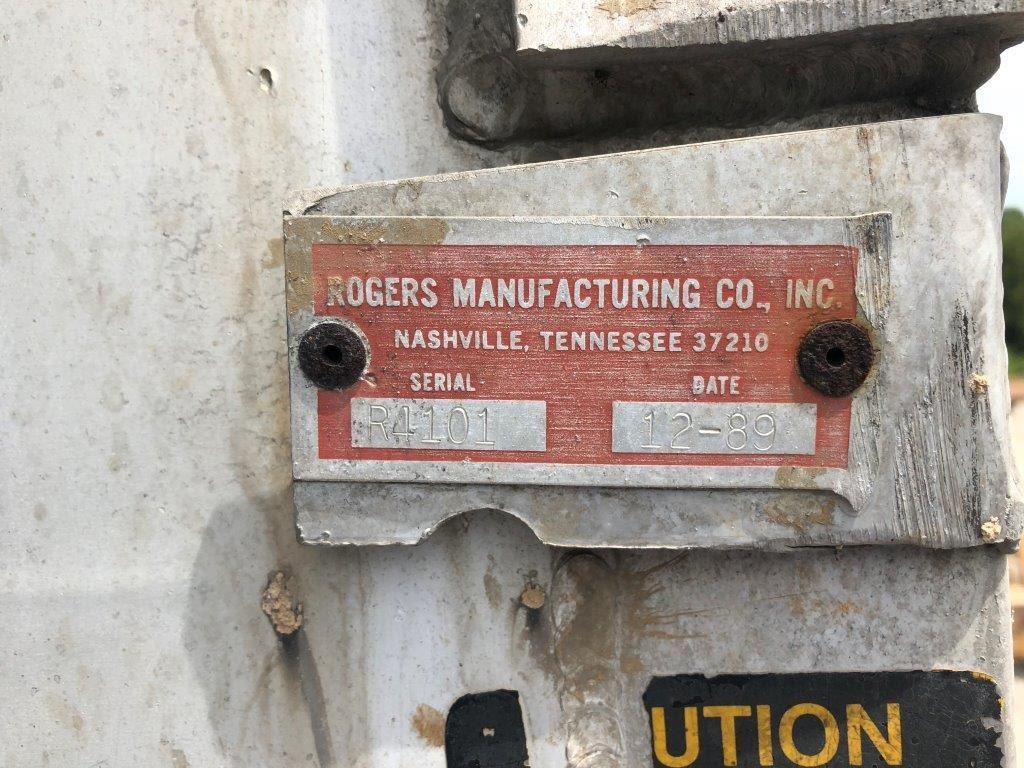 ROGERS MANUFACTURING CO., INC.
NASHVILLE, TENNESSEE 37210
SERIAL DATE
R4101 12-89
UTION